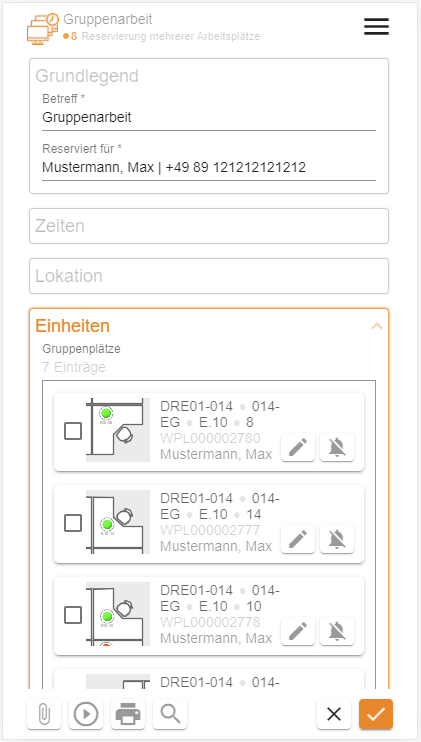 Gruppenarbeit
8 Reservierung mehrerer Arbeitsplätze
Grundlegend
Betreff *
Gruppenarbeit
Reserviert für *
Mustermann, Max | +49 89 121212121212
Zeiten
Lokation
Einheiten
Gruppenplätze
7 Einträge
DRE01-014 ● 014-
EG ● E.10 ● 8
WPL000002780
Mustermann, Max
DRE01-014 ● 014-
EG ● E.10 ● 14
WPL000002777
Mustermann, Max
DRE01-014 ● 014-
EG ● E.10 ● 10
WPL000002778
Mustermann, Max
DRE01-014 ● 014-